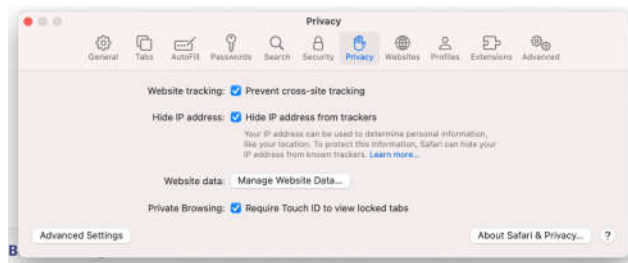 Privacy
General Tabs AutoFill Passwords Search Security Privacy Websites Profiles Extensions Advanced
Website tracking: Prevent cross-site tracking
Hide IP address: Hide IP address from trackers
Your IP address can be used to determine personal information,
like your location. To protect this information, Safari can hide your
IP address from known trackers. Learn more...
Website data: Manage Website Data...
Private Browsing: Require Touch ID to view locked tabs
Advanced Settings About Safari & Privacy... ?
B